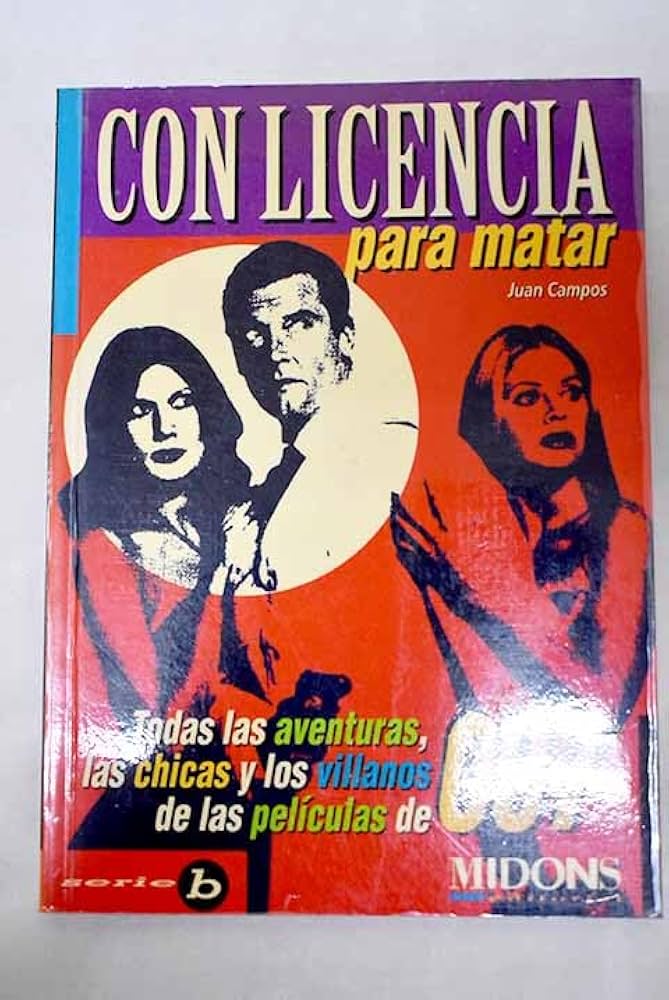 CON LICENCIA
para matar
Juan Campos
Todas las aventuras,
las chicas y los villanos
de las películas de 007
serie b
MIDONS